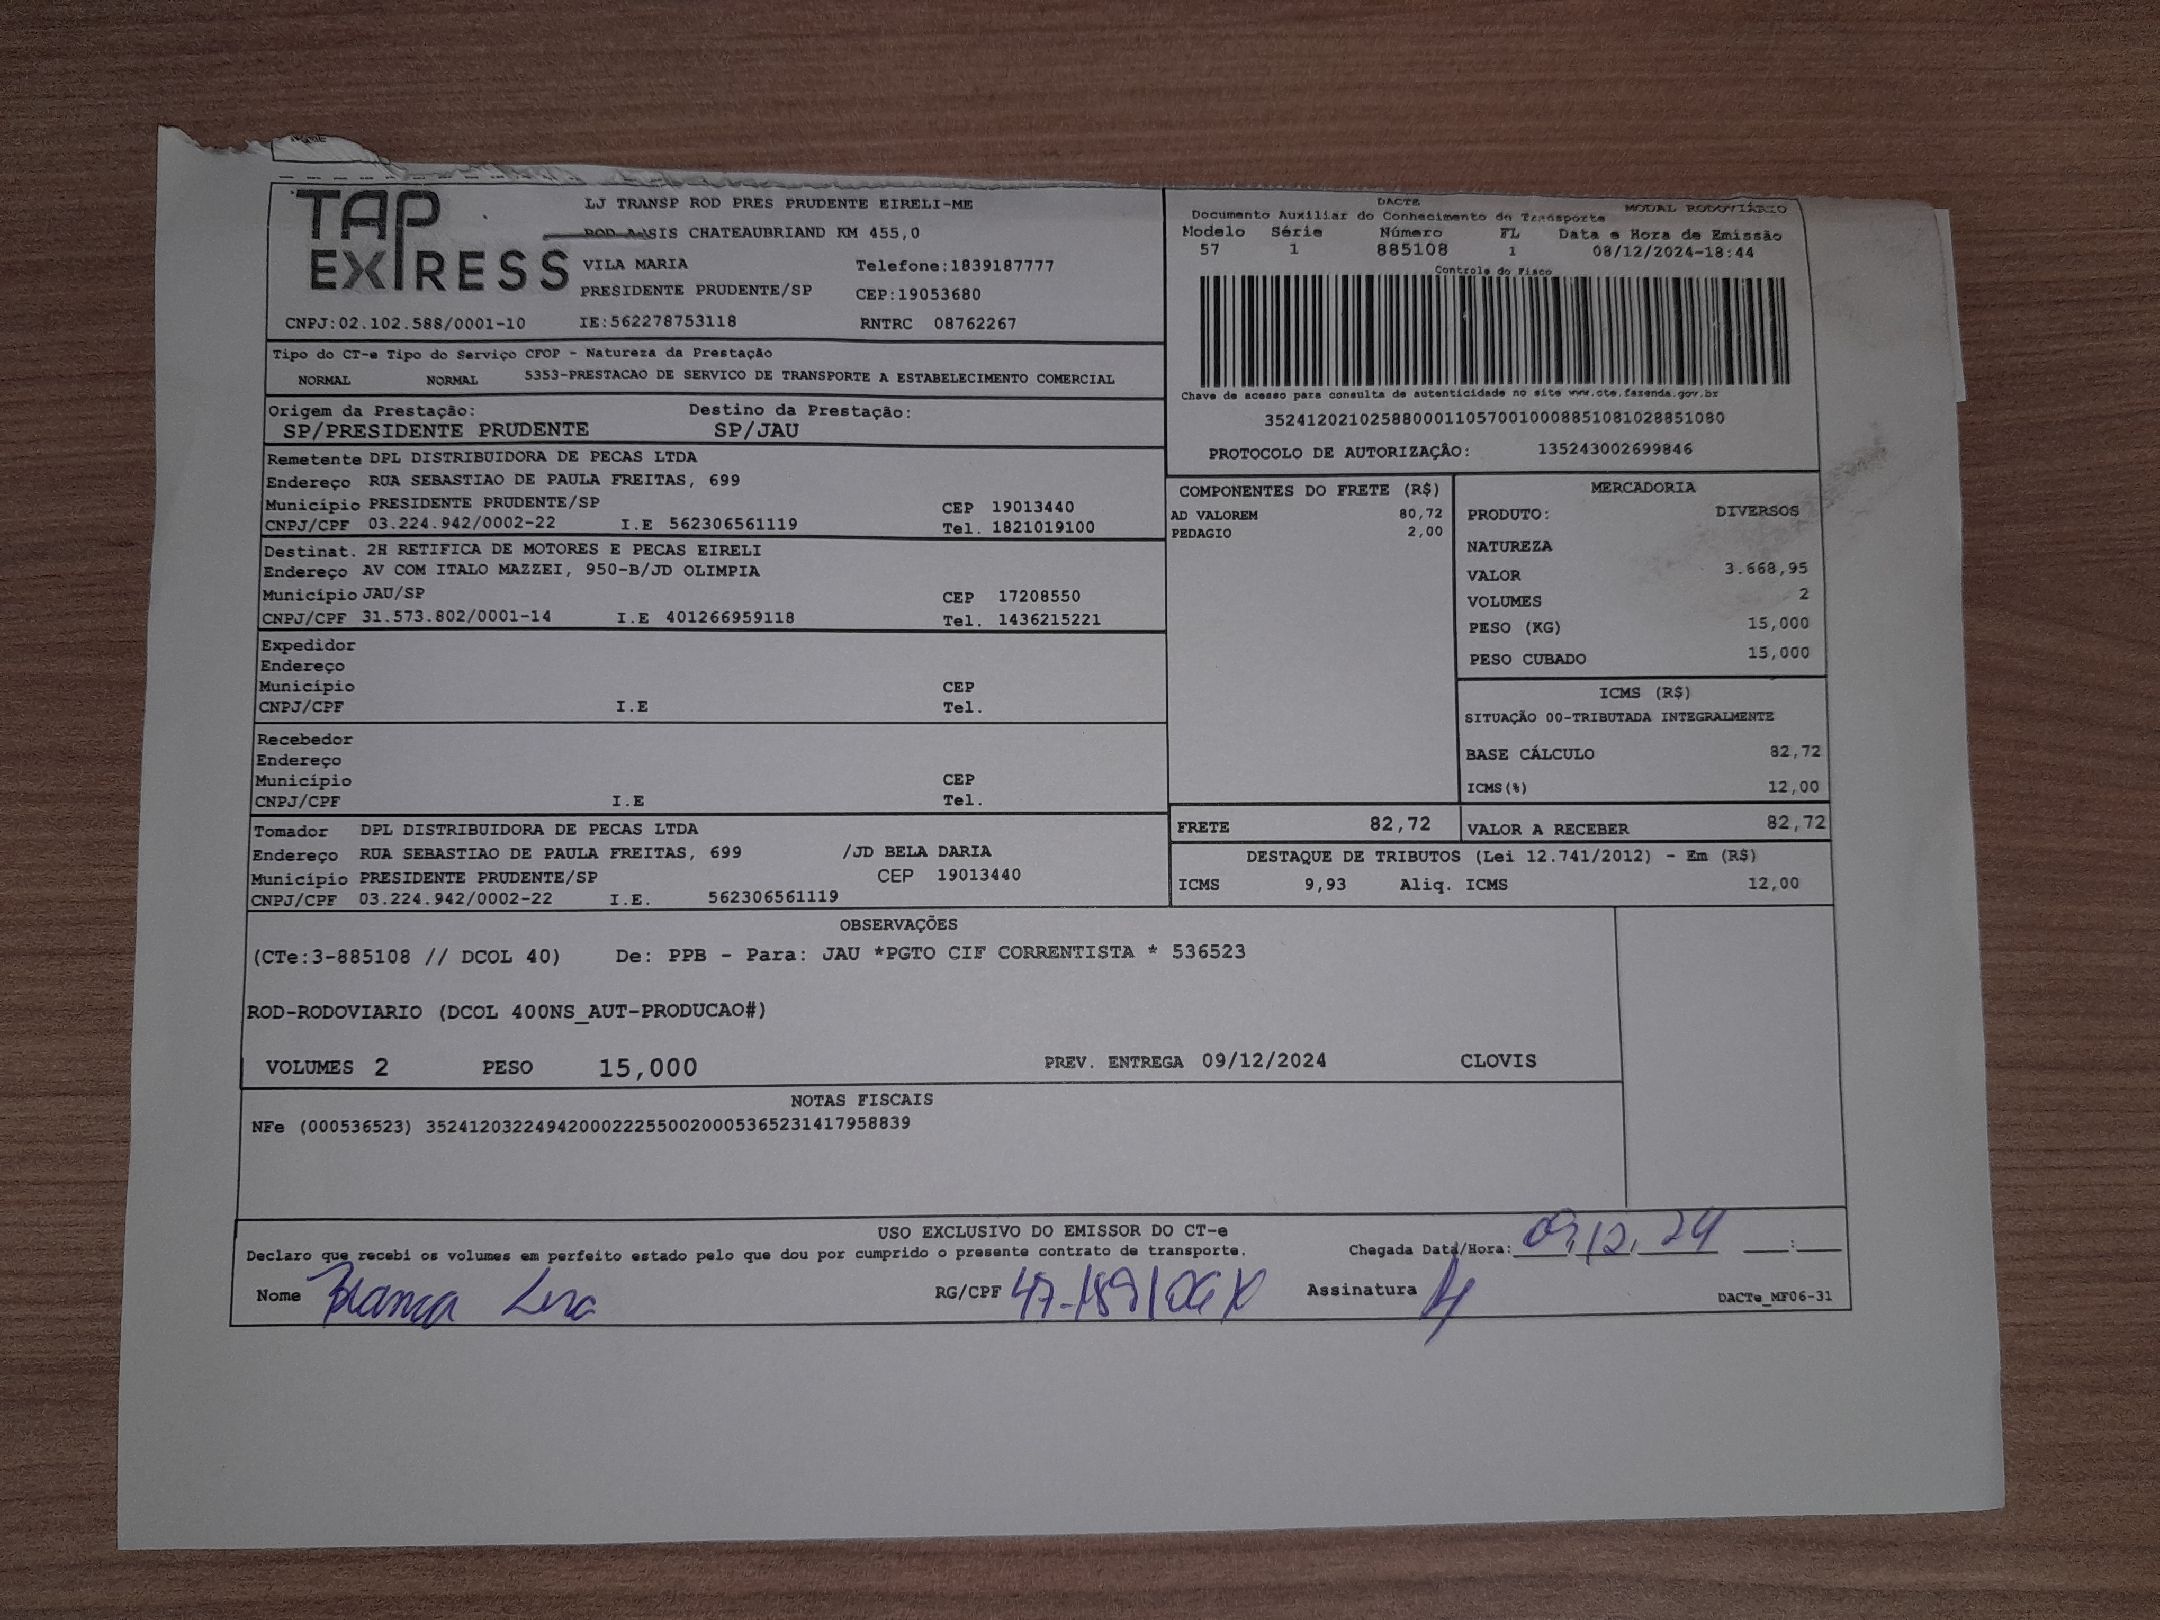 TAP
EXPRESS
LJ TRANSP ROD PRES PRUDENTE EIRELI-ME
ROD ASSIS CHATEAUBRIAND KM 455,0
VILA MARIA Telefone:1839187777
PRESIDENTE PRUDENTE/SP CEP:19053680
CNPJ:02.102.588/0001-10 IE:562278753118 RNTRC 08762267
DACTE
Documento Auxiliar do Conhecimento do Transporte MODAL RODOVIÁRIO
Modelo Série Número FL Data e Hora de Emissão
57 1 885108 1 08/12/2024-18:44
Controle do Fisco
Chave de acesso para consulta de autenticidade no site www.cte.fazenda.gov.br
35241202102588000110570010008851081028851080
PROTOCOLO DE AUTORIZAÇÃO: 135243002699846
Tipo do CT-e Tipo do Serviço CFOP - Natureza da Prestação
NORMAL NORMAL 5353-PRESTACAO DE SERVICO DE TRANSPORTE A ESTABELECIMENTO COMERCIAL
Origem da Prestação: Destino da Prestação:
SP/PRESIDENTE PRUDENTE SP/JAU
Remetente DPL DISTRIBUIDORA DE PECAS LTDA
Endereço RUA SEBASTIAO DE PAULA FREITAS, 699
Município PRESIDENTE PRUDENTE/SP CEP 19013440
CNPJ/CPF 03.224.942/0002-22 I.E 562306561119 Tel. 1821019100
Destinat. 2H RETIFICA DE MOTORES E PECAS EIRELI
Endereço AV COM ITALO MAZZEI, 950-B/JD OLIMPIA
Município JAU/SP CEP 17208550
CNPJ/CPF 31.573.802/0001-14 I.E 401266959118 Tel. 1436215221
Expedidor
Endereço
Município CEP
CNPJ/CPF I.E Tel.
Recebedor
Endereço
Município CEP
CNPJ/CPF I.E Tel.
Tomador DPL DISTRIBUIDORA DE PECAS LTDA
Endereço RUA SEBASTIAO DE PAULA FREITAS, 699 /JD BELA DARIA
Município PRESIDENTE PRUDENTE/SP CEP 19013440
CNPJ/CPF 03.224.942/0002-22 I.E. 562306561119
COMPONENTES DO FRETE (R$)
AD VALOREM 80,72
PEDAGIO 2,00
MERCADORIA
PRODUTO: DIVERSOS
NATUREZA
VALOR 3.668,95
VOLUMES 2
PESO (KG) 15,000
PESO CUBADO 15,000
ICMS (R$)
SITUAÇÃO 00-TRIBUTADA INTEGRALMENTE
BASE CÁLCULO 82,72
ICMS(%) 12,00
FRETE 82,72 VALOR A RECEBER 82,72
DESTAQUE DE TRIBUTOS (Lei 12.741/2012) - Em (R$)
ICMS 9,93 Aliq. ICMS 12,00
OBSERVAÇÕES
(CTe:3-885108 // DCOL 40) De: PPB - Para: JAU *PGTO CIF CORRENTISTA * 536523
ROD-RODOVIARIO (DCOL 400NS_AUT-PRODUCAO#)
VOLUMES 2 PESO 15,000 PREV. ENTREGA 09/12/2024 CLOVIS
NOTAS FISCAIS
NFe (000536523) 35241203224942000222550020005365231417958839
USO EXCLUSIVO DO EMISSOR DO CT-e
Declaro que recebi os volumes em perfeito estado pelo que dou por cumprido o presente contrato de transporte. Chegada Data/Hora: 09,12,24 :
Nome Bianca RG/CPF Assinatura DACTe_MF06-31